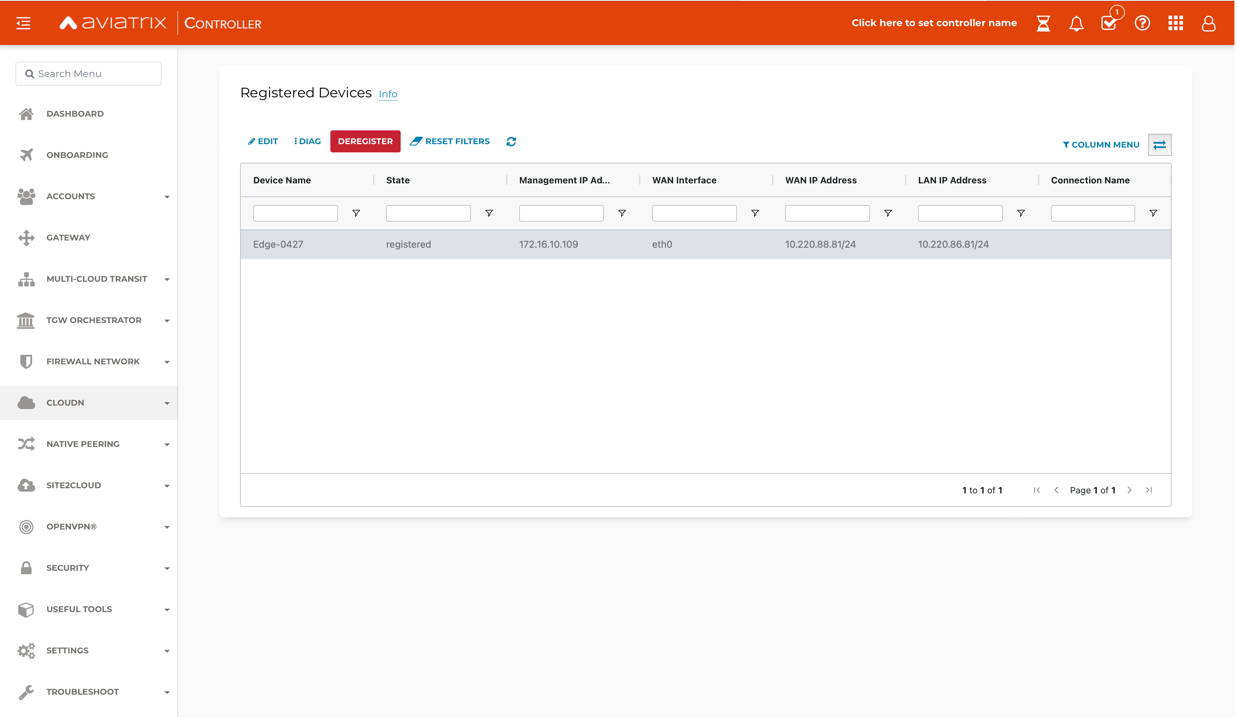 aviatrix CONTROLLER
Click here to set controller name
1
Search Menu
DASHBOARD
ONBOARDING
ACCOUNTS
GATEWAY
MULTI-CLOUD TRANSIT
TGW ORCHESTRATOR
FIREWALL NETWORK
CLOUDN
NATIVE PEERING
SITE2CLOUD
OPENVPN®
SECURITY
USEFUL TOOLS
SETTINGS
TROUBLESHOOT
Registered Devices Info
EDIT DIAG DEREGISTER RESET FILTERS COLUMN MENU
Device Name State Management IP Ad... WAN Interface WAN IP Address LAN IP Address Connection Name
Edge-0427 registered 172.16.10.109 eth0 10.220.88.81/24 10.220.86.81/24
1 to 1 of 1 Page 1 of 1